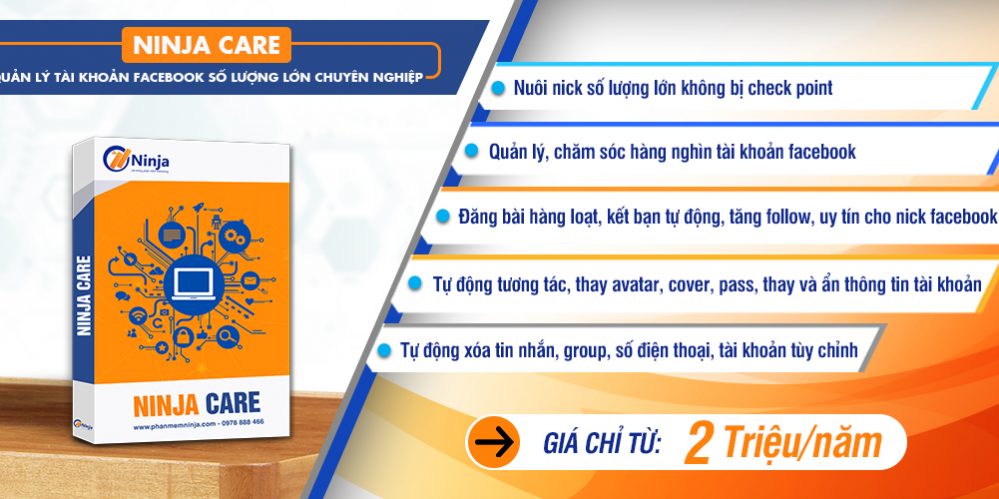 NINJA CARE
QUẢN LÝ TÀI KHOẢN FACEBOOK SỐ LƯỢNG LỚN CHUYÊN NGHIỆP
Ninja
NINJA CARE
NINJA CARE
www.phanmemninja.com - 0978 888 466
Ninja
Nuôi nick số lượng lớn không bị check point
Quản lý, chăm sóc hàng nghìn tài khoản facebook
Đăng bài hàng loạt, kết bạn tự động, tăng follow, uy tín cho nick facebook
Tự động tương tác, thay avatar, cover, pass, thay và ẩn thông tin tài khoản
Tự động xóa tin nhắn, group, số điện thoại, tài khoản tùy chỉnh
GIÁ CHỈ TỪ: 2 Triệu/năm